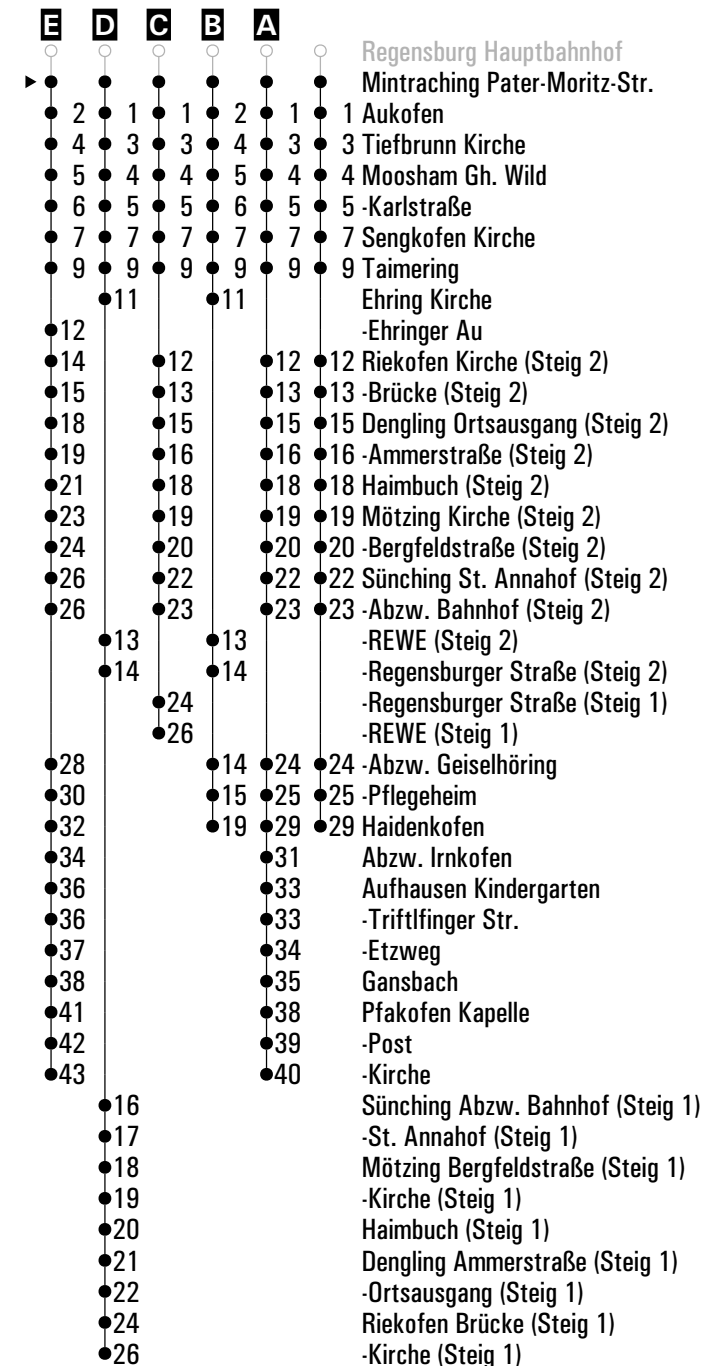 E D C B A
Regensburg Hauptbahnhof
Mintraching Pater-Moritz-Str.
2 1 1 2 1 1 Aukofen
4 3 3 4 3 3 Tiefbrunn Kirche
5 4 4 5 4 4 Moosham Gh. Wild
6 5 5 6 5 5 -Karlstraße
7 7 7 7 7 7 Sengkofen Kirche
9 9 9 9 9 9 Taimering
11 11 Ehring Kirche
12 -Ehringer Au
14 12 12 12 Riekofen Kirche (Steig 2)
15 13 13 13 -Brücke (Steig 2)
18 15 15 15 Dengling Ortsausgang (Steig 2)
19 16 16 16 -Ammerstraße (Steig 2)
21 18 18 18 Haimbuch (Steig 2)
23 19 19 19 Mötzing Kirche (Steig 2)
24 20 20 20 -Bergfeldstraße (Steig 2)
26 22 22 22 Sünching St. Annahof (Steig 2)
26 23 23 23 -Abzw. Bahnhof (Steig 2)
13 13 -REWE (Steig 2)
14 14 -Regensburger Straße (Steig 2)
24 -Regensburger Straße (Steig 1)
26 -REWE (Steig 1)
28 14 24 24 -Abzw. Geiselhöring
30 15 25 25 -Pflegeheim
32 19 29 29 Haidenkofen
34 31 Abzw. Irnkofen
36 33 Aufhausen Kindergarten
36 33 -Triftlfinger Str.
37 34 -Etzweg
38 35 Gansbach
41 38 Pfakofen Kapelle
42 39 -Post
43 40 -Kirche
16 Sünching Abzw. Bahnhof (Steig 1)
17 -St. Annahof (Steig 1)
18 Mötzing Bergfeldstraße (Steig 1)
19 -Kirche (Steig 1)
20 Haimbuch (Steig 1)
21 Dengling Ammerstraße (Steig 1)
22 -Ortsausgang (Steig 1)
24 Riekofen Brücke (Steig 1)
26 -Kirche (Steig 1)